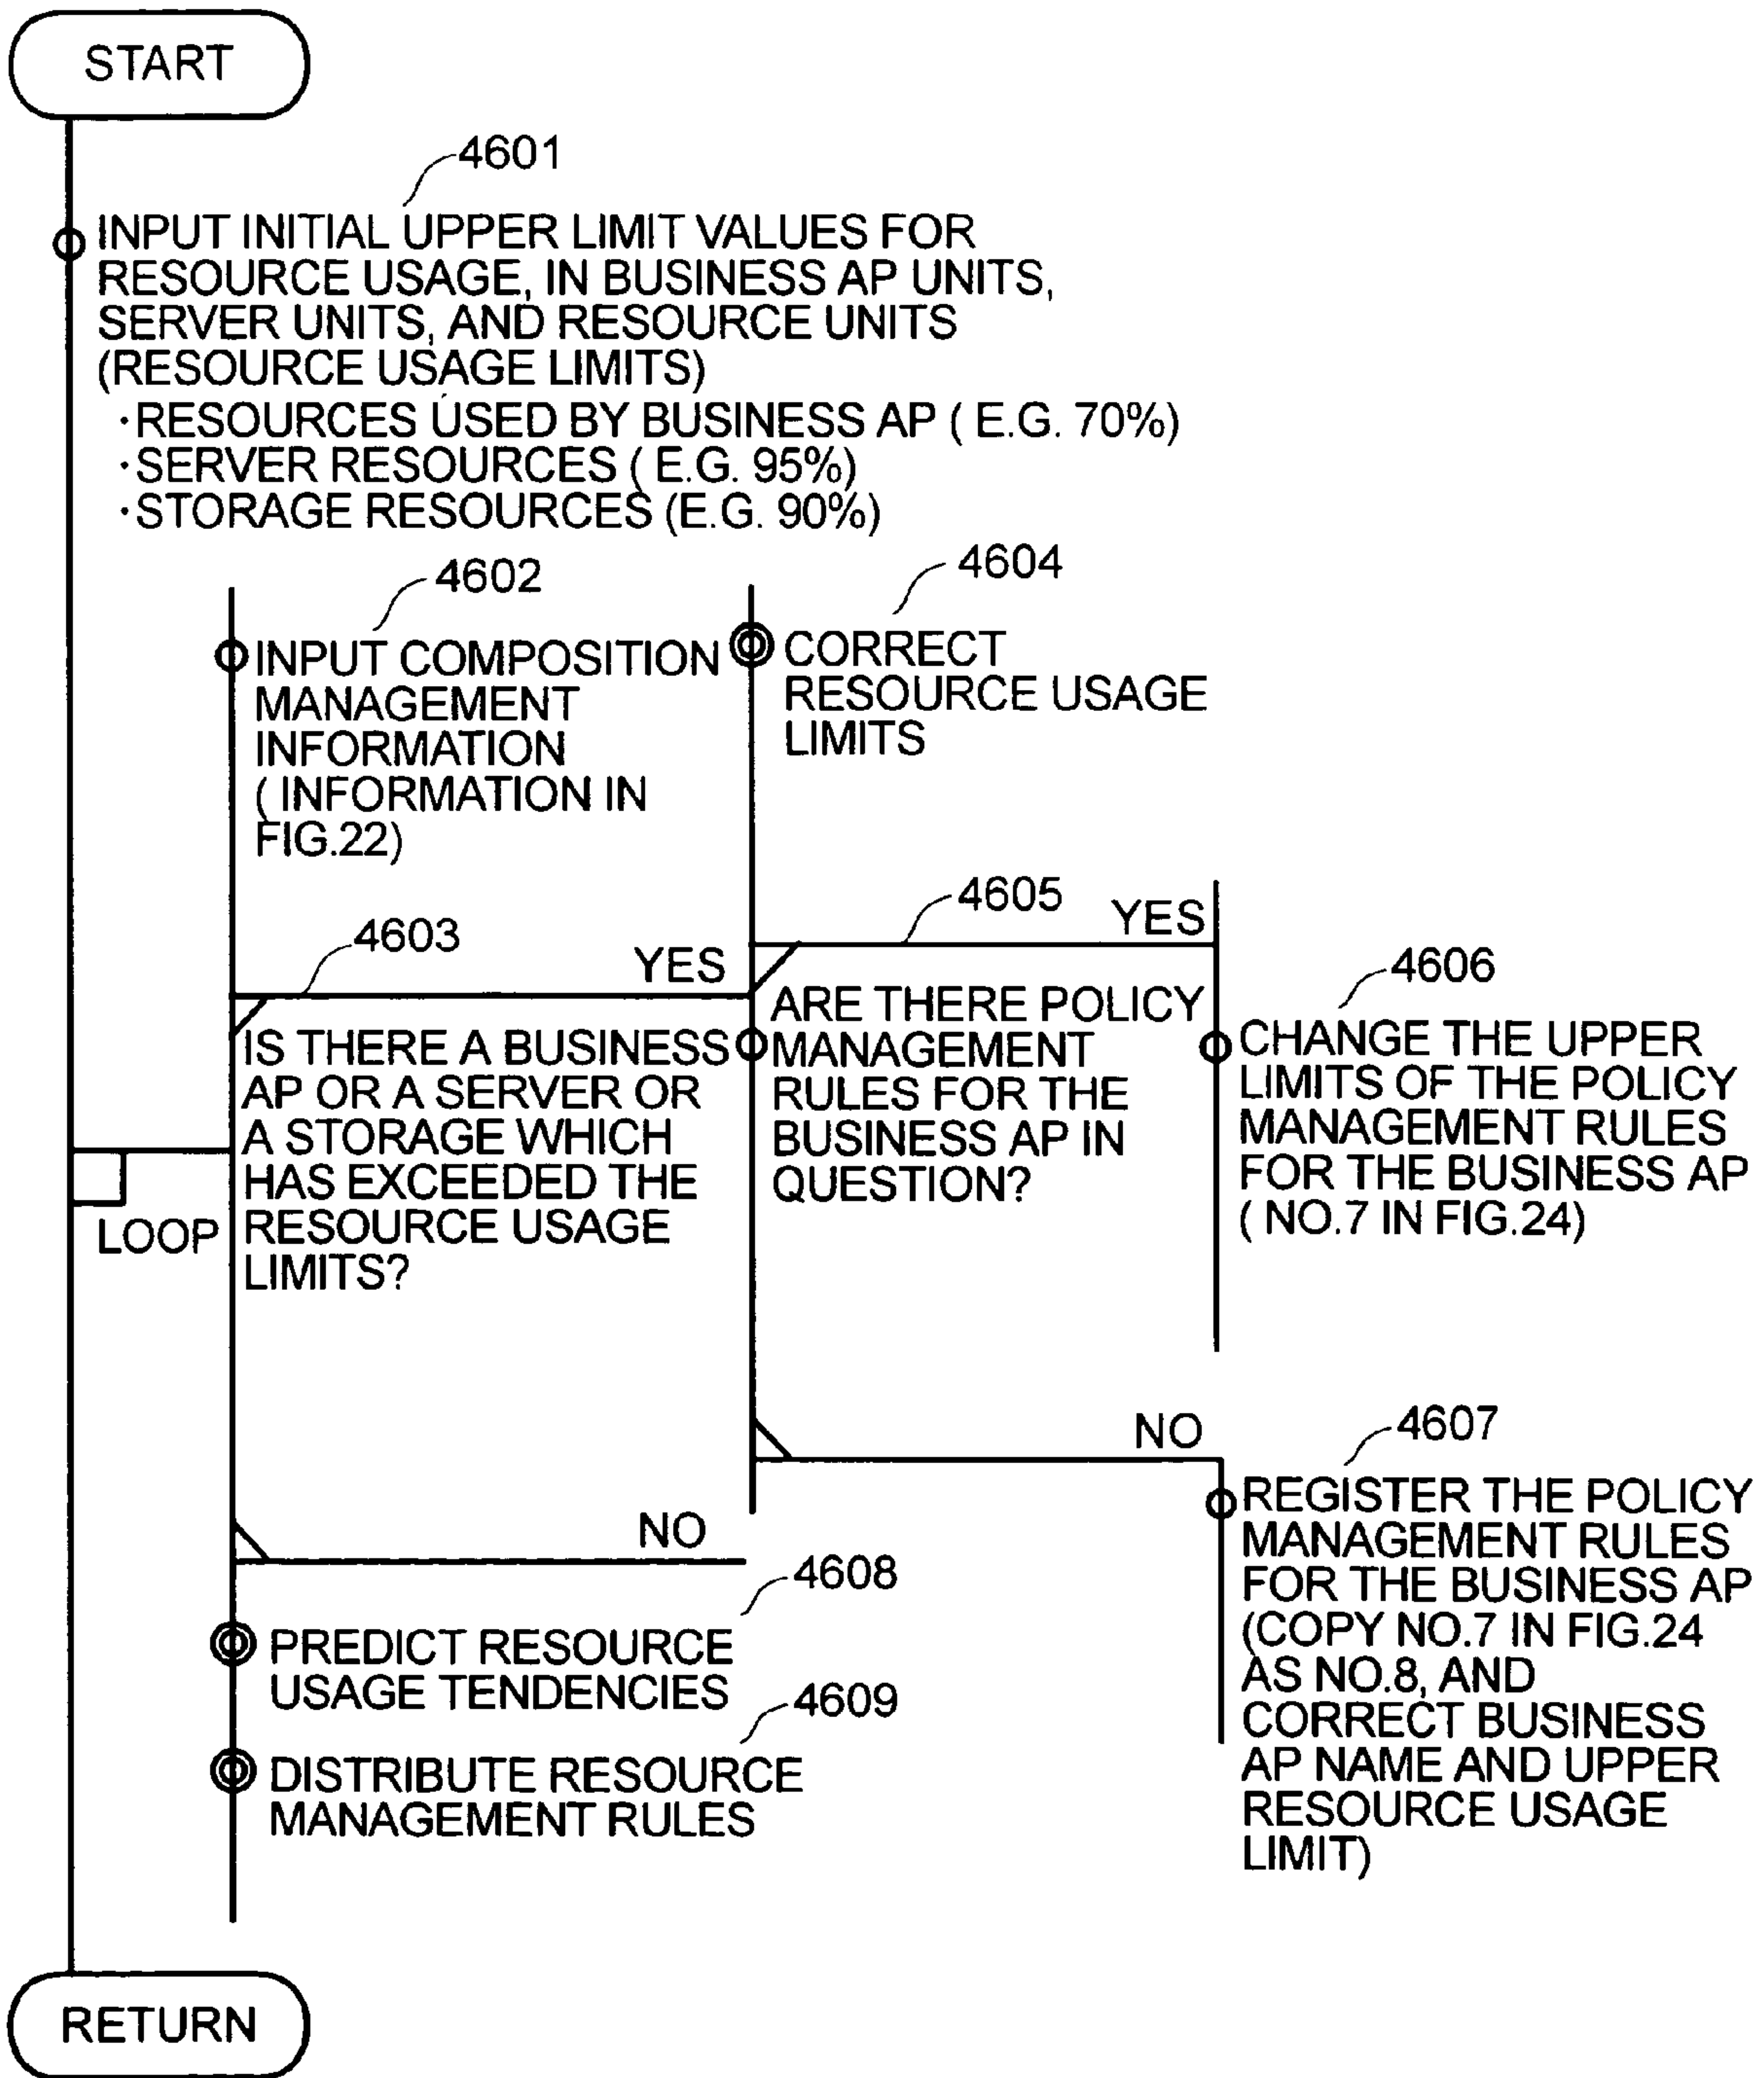 START
4601
INPUT INITIAL UPPER LIMIT VALUES FOR
RESOURCE USAGE, IN BUSINESS AP UNITS,
SERVER UNITS, AND RESOURCE UNITS
(RESOURCE USAGE LIMITS)
·RESOURCES USED BY BUSINESS AP ( E.G. 70%)
·SERVER RESOURCES ( E.G. 95%)
·STORAGE RESOURCES (E.G. 90%)
4602
INPUT COMPOSITION
MANAGEMENT
INFORMATION
( INFORMATION IN
FIG.22)
4604
CORRECT
RESOURCE USAGE
LIMITS
4603
YES
IS THERE A BUSINESS
AP OR A SERVER OR
A STORAGE WHICH
HAS EXCEEDED THE
RESOURCE USAGE
LIMITS?
LOOP
4605
YES
ARE THERE POLICY
MANAGEMENT
RULES FOR THE
BUSINESS AP IN
QUESTION?
4606
CHANGE THE UPPER
LIMITS OF THE POLICY
MANAGEMENT RULES
FOR THE BUSINESS AP
( NO.7 IN FIG.24)
NO
4607
REGISTER THE POLICY
MANAGEMENT RULES
FOR THE BUSINESS AP
(COPY NO.7 IN FIG.24
AS NO.8, AND
CORRECT BUSINESS
AP NAME AND UPPER
RESOURCE USAGE
LIMIT)
NO
4608
PREDICT RESOURCE
USAGE TENDENCIES
4609
DISTRIBUTE RESOURCE
MANAGEMENT RULES
RETURN